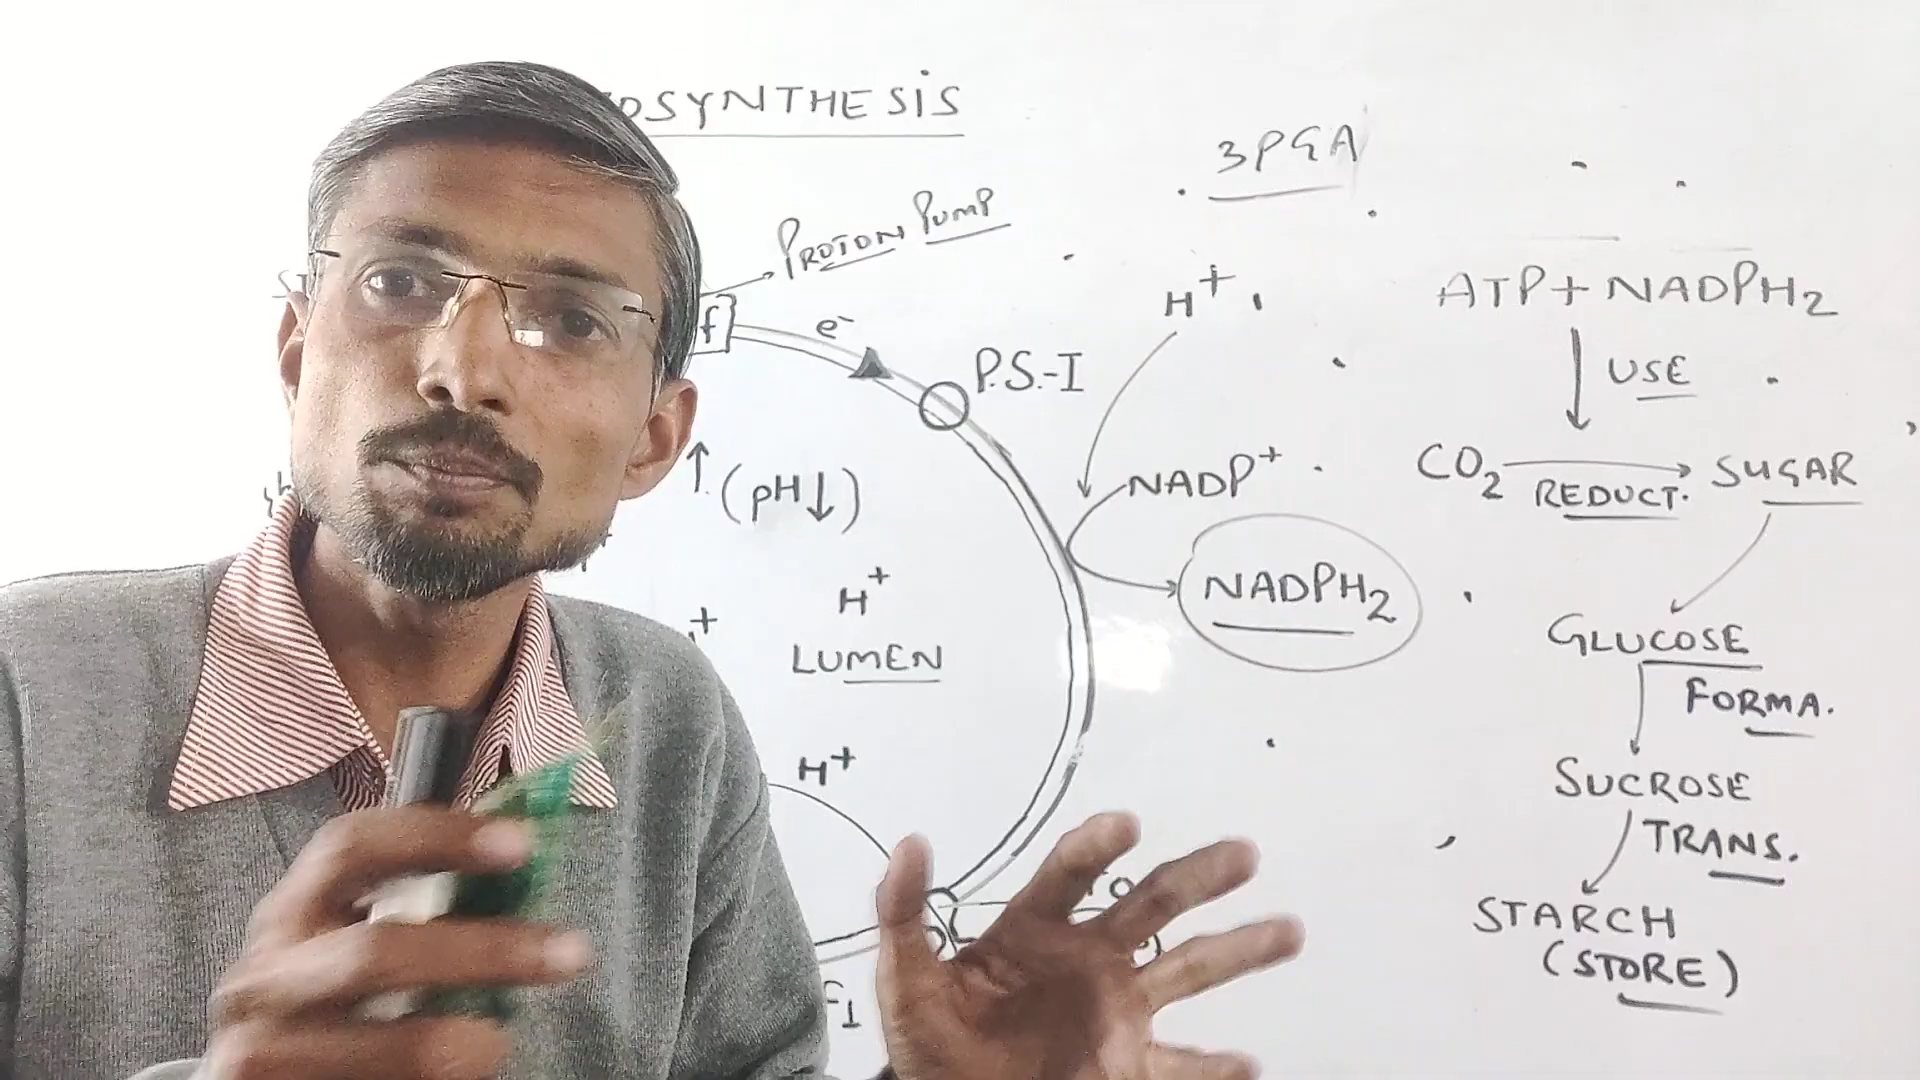 OSYNTHESIS
3PGA
PROTON PUMP
f
e-
P.S.-I
H+
ATP+NADPH2
USE
CO2 REDUCT. SUGAR
↑ (pH↓)
NADP+
NADPH2
H+
LUMEN
H+
GLUCOSE
FORMA.
SUCROSE
TRANS.
STARCH
(STORE)
F1